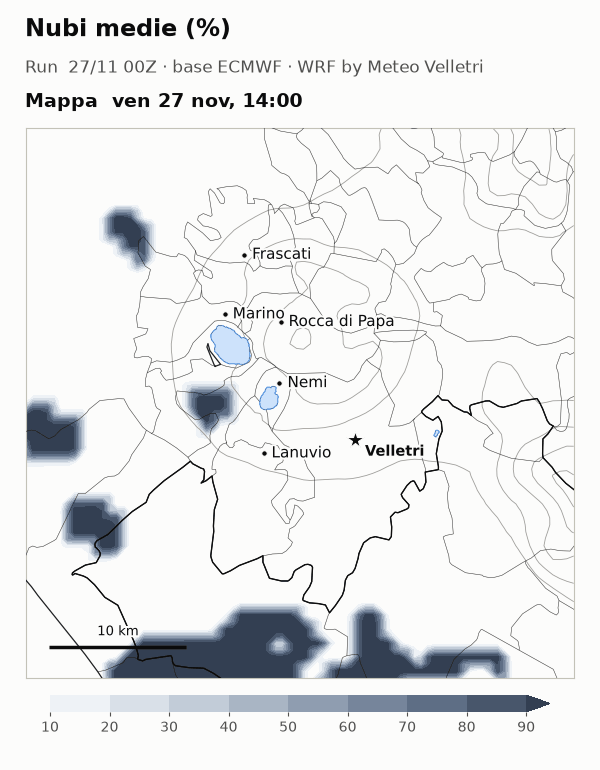 Nubi medie (%)
Run  27/11 00Z · base ECMWF · WRF by Meteo Velletri
Mappa  ven 27 nov, 14:00
Frascati
Marino
Rocca di Papa
Nemi
Velletri
Lanuvio
10 km
10 20 30 40 50 60 70 80 90